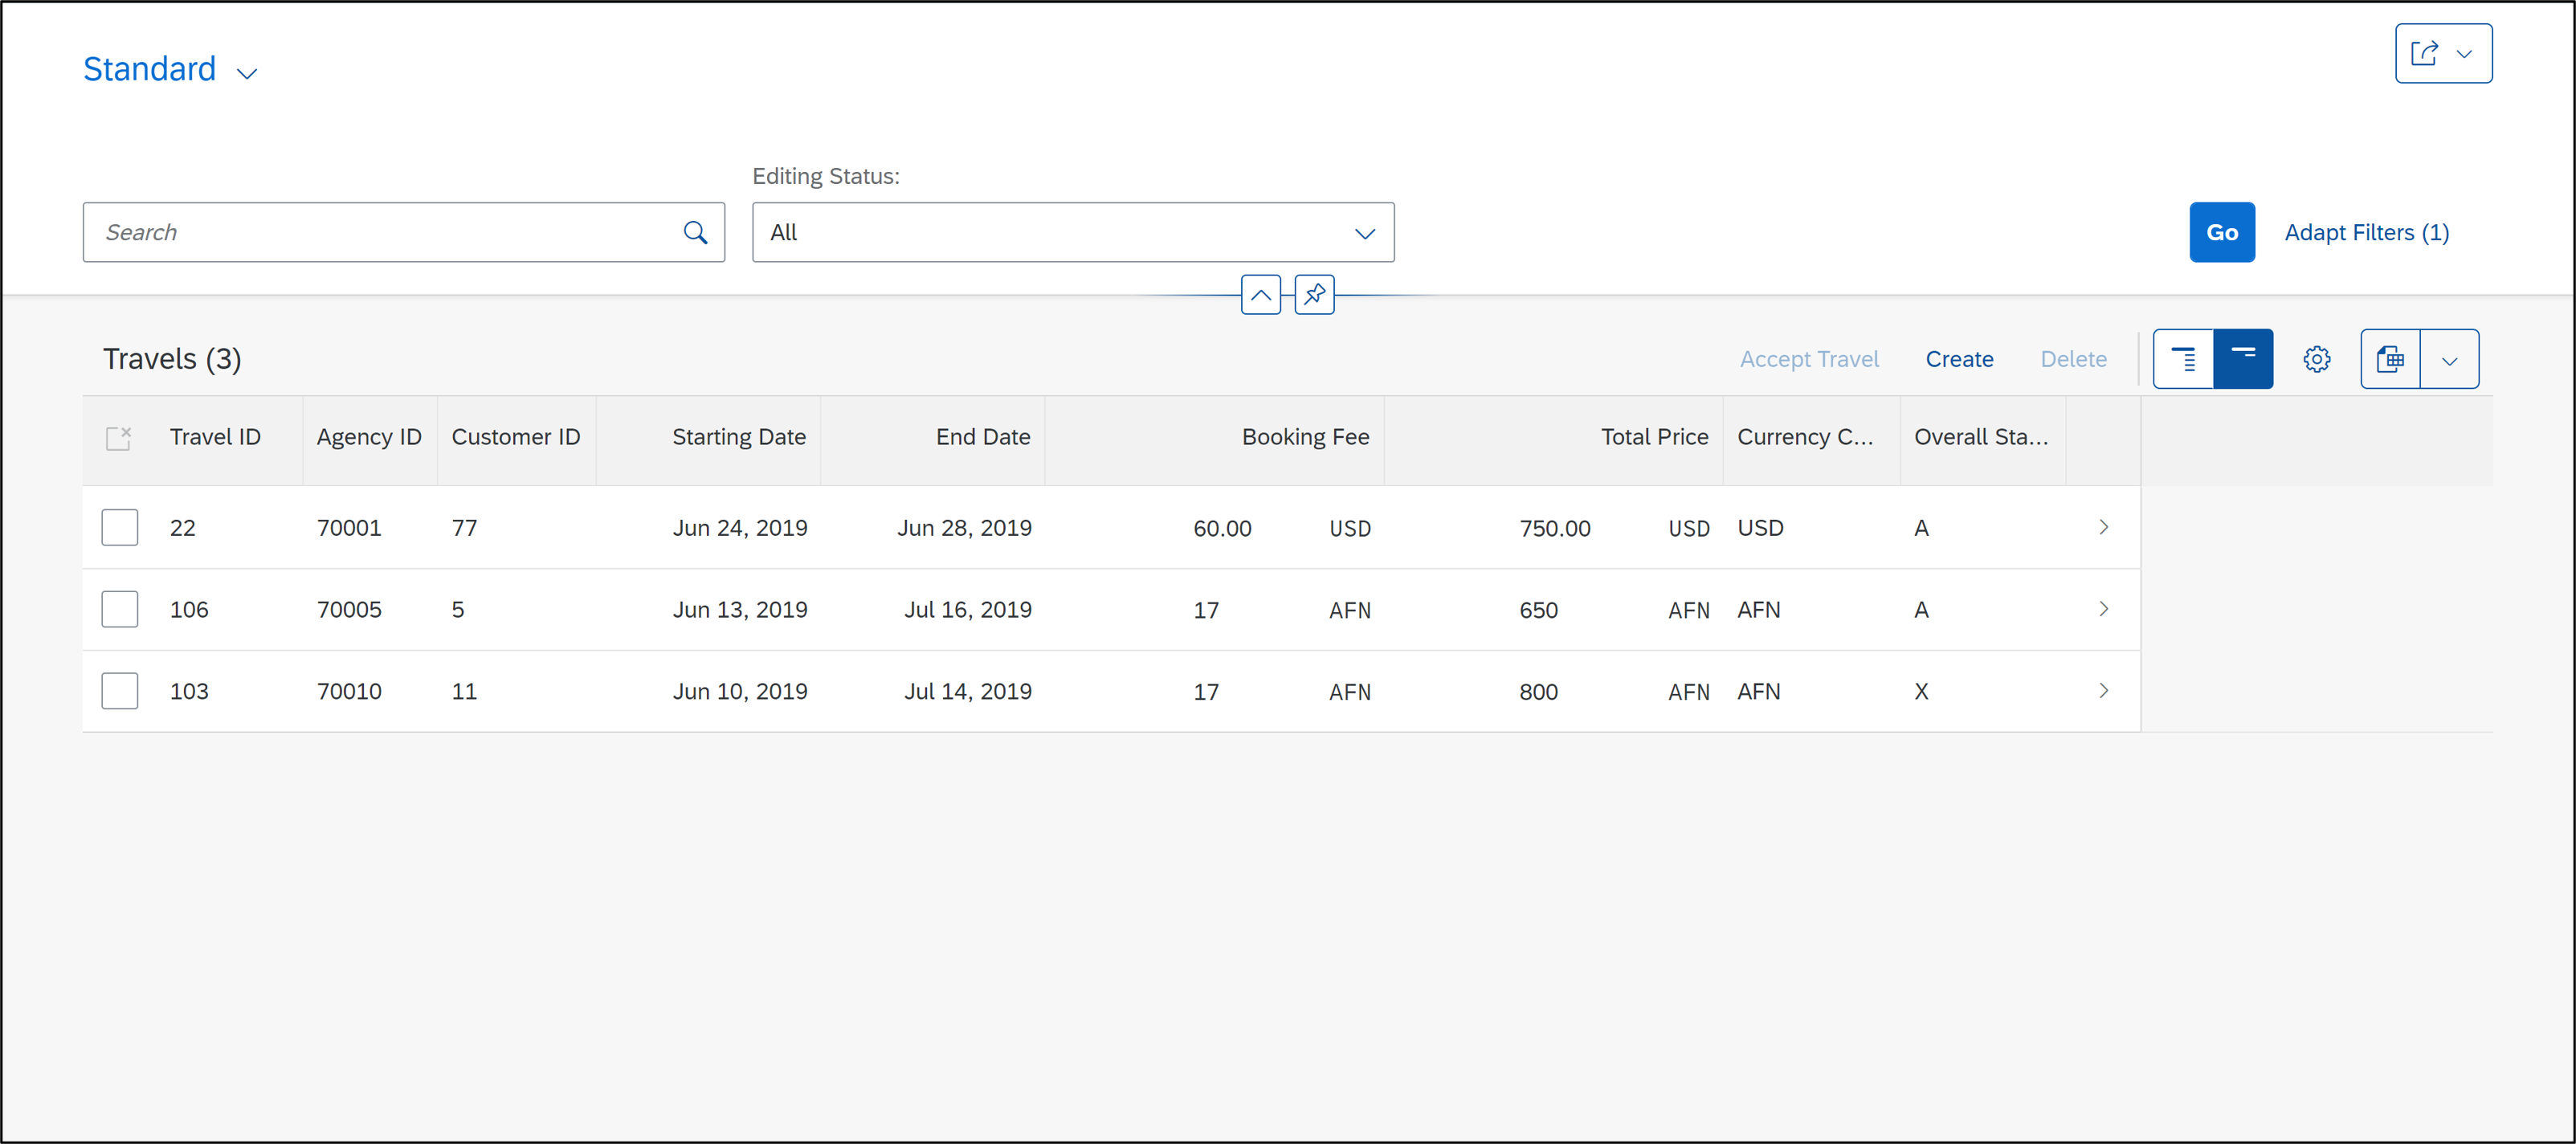 Standard
Editing Status:
Search
All
Go Adapt Filters (1)
Travels (3) Accept Travel Create Delete
Travel ID Agency ID Customer ID Starting Date End Date Booking Fee Total Price Currency C... Overall Sta...
22 70001 77 Jun 24, 2019 Jun 28, 2019 60.00 USD 750.00 USD USD A
106 70005 5 Jun 13, 2019 Jul 16, 2019 17 AFN 650 AFN AFN A
103 70010 11 Jun 10, 2019 Jul 14, 2019 17 AFN 800 AFN AFN X